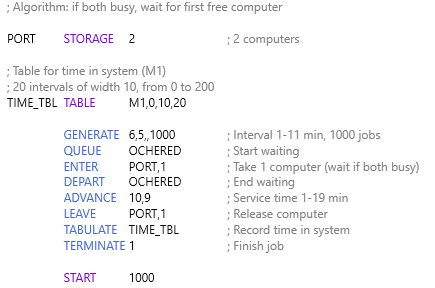 ; Algorithm: if both busy, wait for first free computer
PORT STORAGE 2 ; 2 computers
; Table for time in system (M1)
; 20 intervals of width 10, from 0 to 200
TIME_TBL TABLE M1,0,10,20
GENERATE 6,5,,1000 ; Interval 1-11 min, 1000 jobs
QUEUE OCHERED ; Start waiting
ENTER PORT,1 ; Take 1 computer (wait if both busy)
DEPART OCHERED ; End waiting
ADVANCE 10,9 ; Service time 1-19 min
LEAVE PORT,1 ; Release computer
TABULATE TIME_TBL ; Record time in system
TERMINATE 1 ; Finish job
START 1000